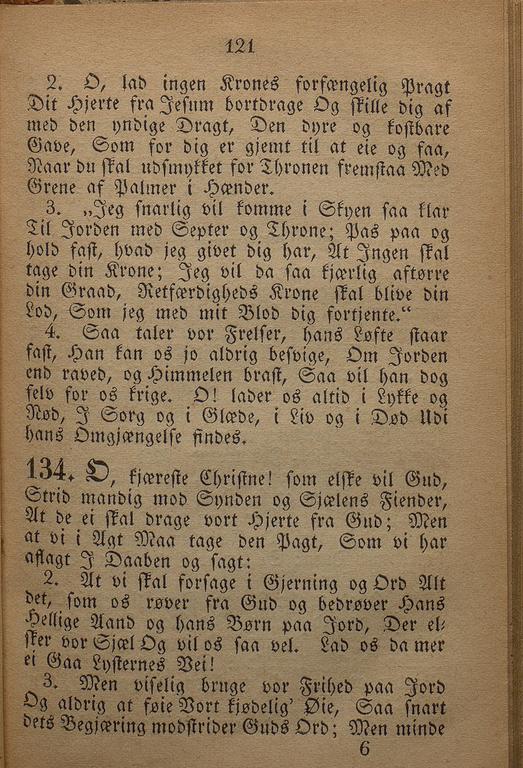 121
2. O, lad ingen Krones forfængelig Pragt
Dit Hjerte fra Jesum bortdrage Og skille dig af
med den yndige Dragt, Den dyre og kostbare
Gave, Som for dig er gjemt til at eie og faa,
Naar du skal udsmykket for Thronen fremstaa Med
Grene af Palmer i Hænder.
3. „Jeg snarlig vil komme i Skyen saa klar
Til Jorden med Septer og Throne; Pas paa og
hold fast, hvad jeg givet dig har, At Ingen skal
tage din Krone; Jeg vil da saa kjærlig aftørre
din Graad, Retfærdigheds Krone skal blive din
Lod, Som jeg med mit Blod dig fortjente.“
4. Saa taler vor Frelser, hans Løfte staar
fast, Han kan os jo aldrig besvige, Om Jorden
end raved, og Himmelen brast, Saa vil han dog
selv for os krige. O! lader os altid i Lykke og
Nød, I Sorg og i Glæde, i Liv og i Død Udi
hans Omgjængelse findes.
134. O, kjæreste Christne! som elske vil Gud,
Strid mandig mod Synden og Sjælens Fiender,
At de ei skal drage vort Hjerte fra Gud; Men
at vi i Agt Maa tage den Pagt, Som vi har
aflagt I Daaben og sagt:
2. At vi skal forsage i Gjerning og Ord Alt
det, som os røver fra Gud og bedrøver Hans
Hellige Aand og hans Børn paa Jord, Der el-
sker vor Sjæl Og vil os saa vel. Lad os da mer
ei Gaa Lysternes Vei!
3. Men viselig bruge vor Frihed paa Jord
Og aldrig at føie Vort kjødelig' Øie, Saa snart
dets Begjæring modstrider Guds Ord; Men minde
6